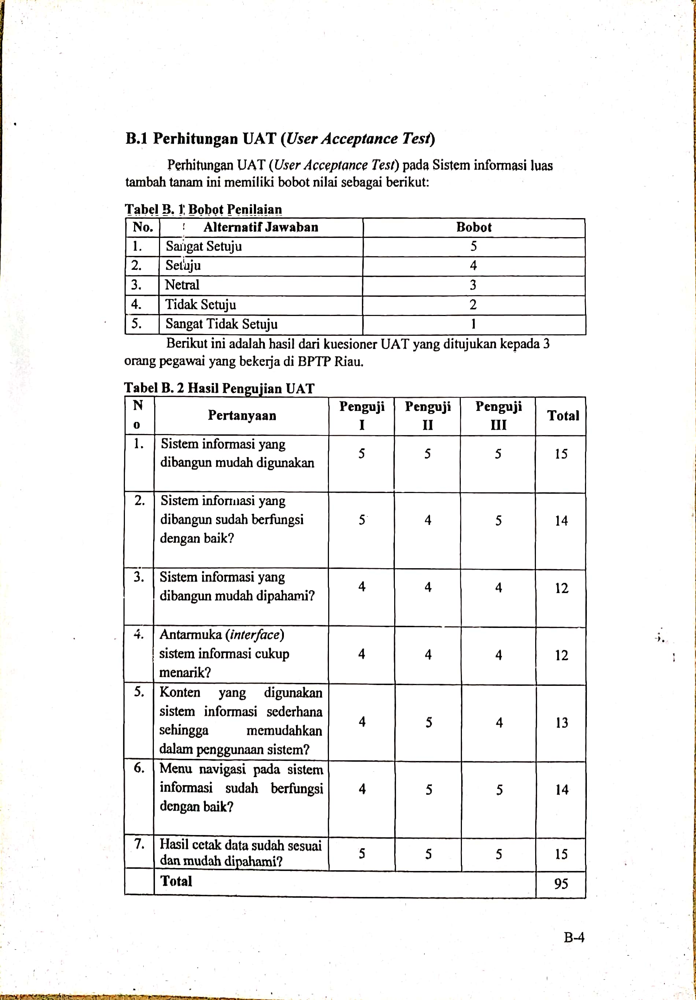 B.1 Perhitungan UAT (User Acceptance Test)
Perhitungan UAT (User Acceptance Test) pada Sistem informasi luas
tambah tanam ini memiliki bobot nilai sebagai berikut:
Tabel B. 1 Bobot Penilaian
No. Alternatif Jawaban Bobot
1. Sangat Setuju 5
2. Setuju 4
3. Netral 3
4. Tidak Setuju 2
5. Sangat Tidak Setuju 1
Berikut ini adalah hasil dari kuesioner UAT yang ditujukan kepada 3
orang pegawai yang bekerja di BPTP Riau.
Tabel B. 2 Hasil Pengujian UAT
N
o
Pertanyaan
Penguji
I
Penguji
II
Penguji
III
Total
1. Sistem informasi yang
dibangun mudah digunakan
5 5 5 15
2. Sistem informasi yang
dibangun sudah berfungsi
dengan baik?
5 4 5 14
3. Sistem informasi yang
dibangun mudah dipahami?
4 4 4 12
4. Antarmuka (interface)
sistem informasi cukup
menarik?
4 4 4 12
5. Konten yang digunakan
sistem informasi sederhana
sehingga memudahkan
dalam penggunaan sistem?
4 5 4 13
6. Menu navigasi pada sistem
informasi sudah berfungsi
dengan baik?
4 5 5 14
7. Hasil cetak data sudah sesuai
dan mudah dipahami?
5 5 5 15
Total 95
B-4